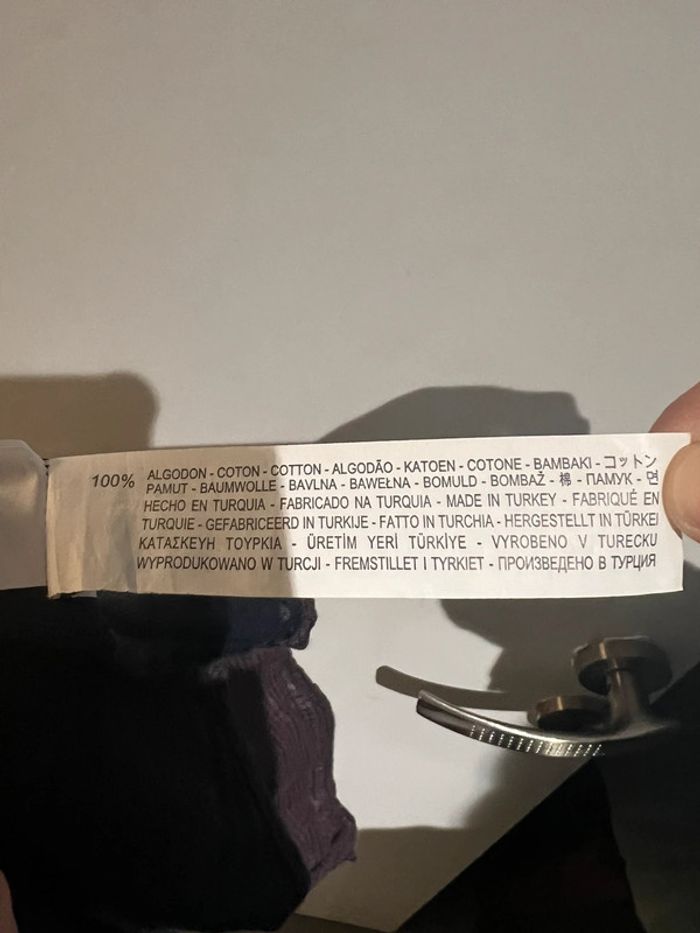 100% ALGODON - COTON - COTTON - ALGODÃO - KATOEN - COTONE - BAMBAKI - コットン
PAMUT - BAUMWOLLE - BAVLNA - BAWEŁNA - BOMULD - BOMBAŽ - 棉 - ПАМУК - 면
HECHO EN TURQUIA - FABRICADO NA TURQUIA - MADE IN TURKEY - FABRIQUÉ EN
TURQUIE - GEFABRICEERD IN TURKIJE - FATTO IN TURCHIA - HERGESTELLT IN TÜRKEI
ΚΑΤΑΣΚΕΥΗ ΤΟΥΡΚΙΑ - ÜRETİM YERİ TÜRKİYE - VYROBENO V TURECKU
WYPRODUKOWANO W TURCJI - FREMSTILLET I TYRKIET - ПРОИЗВЕДЕНО В ТУРЦИЯ